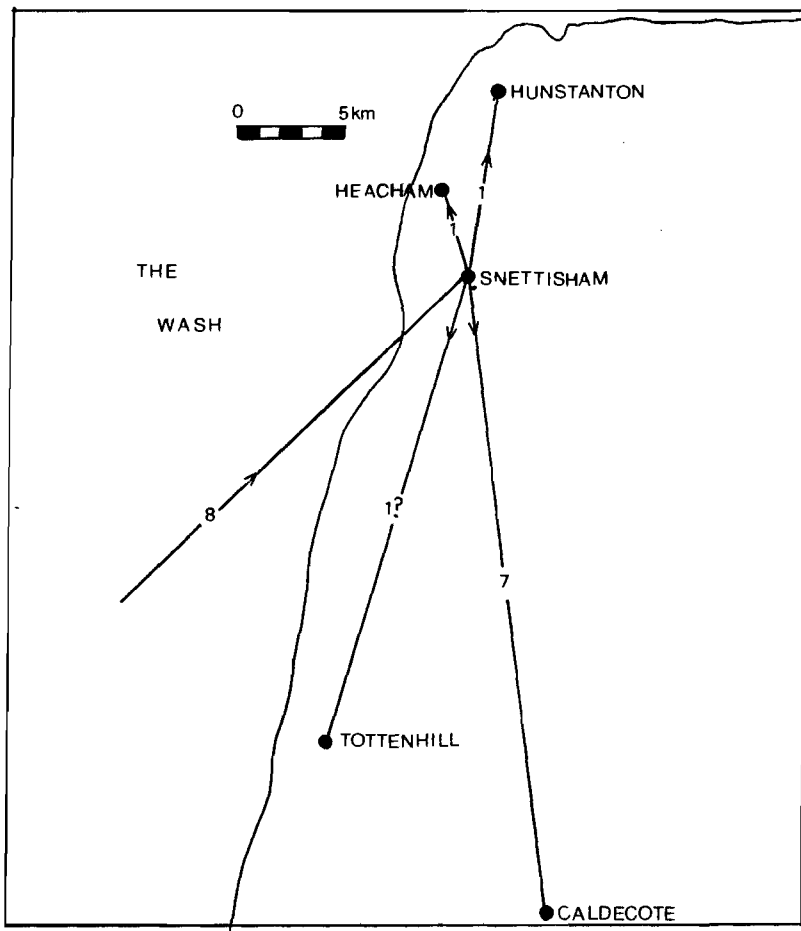 HUNSTANTON
0 5km
HEACHAM
1
1
THE
SNETTISHAM
WASH
8
1?
7
TOTTENHILL
CALDECOTE